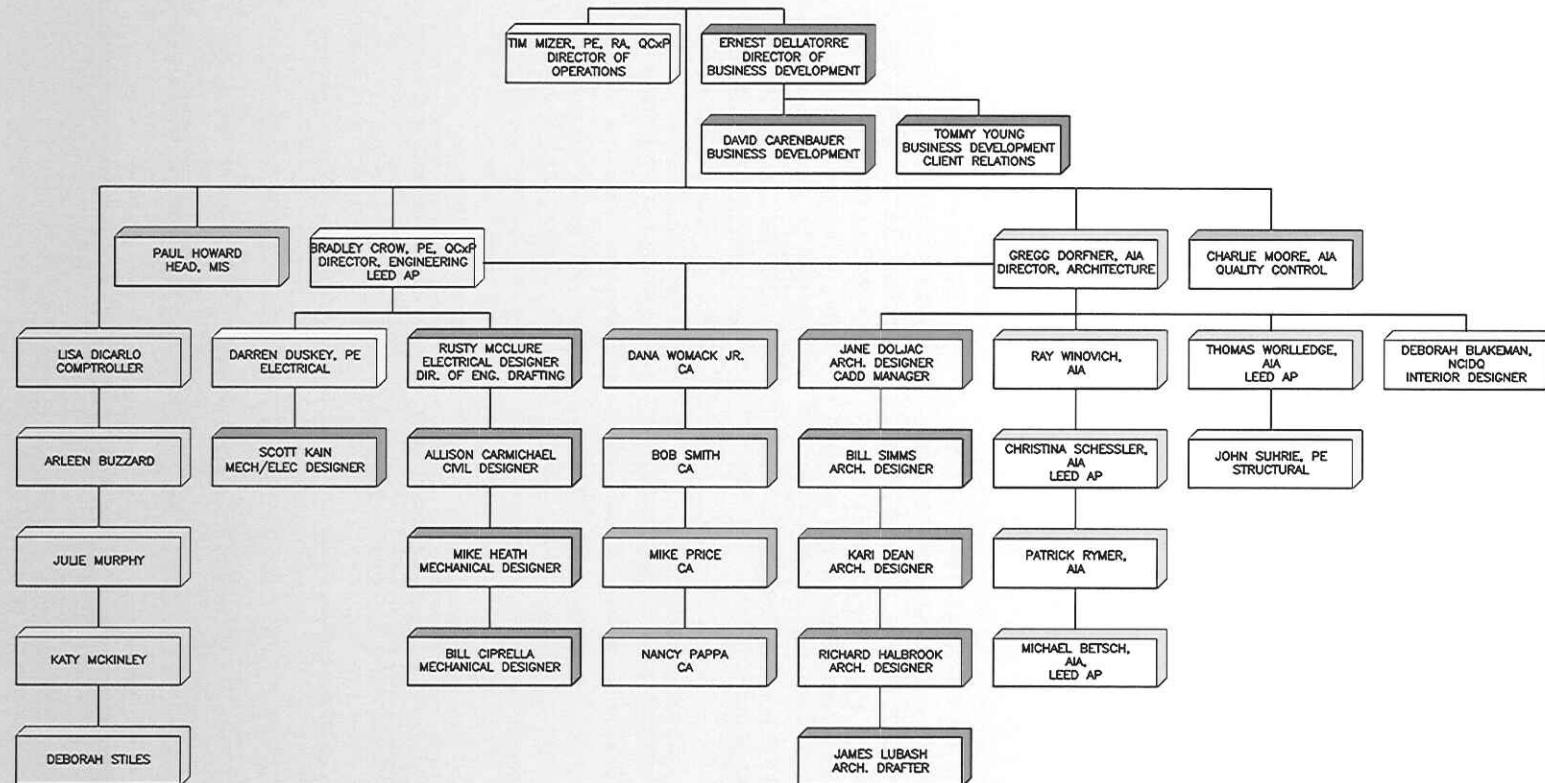 TIM MIZER, PE, RA, QCxP
DIRECTOR OF
OPERATIONS
ERNEST DELLATORRE
DIRECTOR OF
BUSINESS DEVELOPMENT
DAVID CARENBAUER
BUSINESS DEVELOPMENT
TOMMY YOUNG
BUSINESS DEVELOPMENT
CLIENT RELATIONS
PAUL HOWARD
HEAD, MIS
BRADLEY CROW, PE, QCxP
DIRECTOR, ENGINEERING
LEED AP
GREGG DORFNER, AIA
DIRECTOR, ARCHITECTURE
CHARLIE MOORE, AIA
QUALITY CONTROL
LISA DICARLO
COMPTROLLER
DARREN DUSKEY, PE
ELECTRICAL
RUSTY MCCLURE
ELECTRICAL DESIGNER
DIR. OF ENG. DRAFTING
DANA WOMACK JR.
CA
JANE DOLJAC
ARCH. DESIGNER
CADD MANAGER
RAY WINOVICH,
AIA
THOMAS WORLLEDGE,
AIA
LEED AP
DEBORAH BLAKEMAN,
NCIDQ
INTERIOR DESIGNER
ARLEEN BUZZARD
SCOTT KAIN
MECH/ELEC DESIGNER
ALLISON CARMICHAEL
CIVIL DESIGNER
BOB SMITH
CA
BILL SIMMS
ARCH. DESIGNER
CHRISTINA SCHESSLER,
AIA
LEED AP
JOHN SUHRIE, PE
STRUCTURAL
JULIE MURPHY
MIKE HEATH
MECHANICAL DESIGNER
MIKE PRICE
CA
KARI DEAN
ARCH. DESIGNER
PATRICK RYMER,
AIA
KATY MCKINLEY
BILL CIPRELLA
MECHANICAL DESIGNER
NANCY PAPPA
CA
RICHARD HALBROOK
ARCH. DESIGNER
MICHAEL BETSCH,
AIA,
LEED AP
DEBORAH STILES
JAMES LUBASH
ARCH. DRAFTER